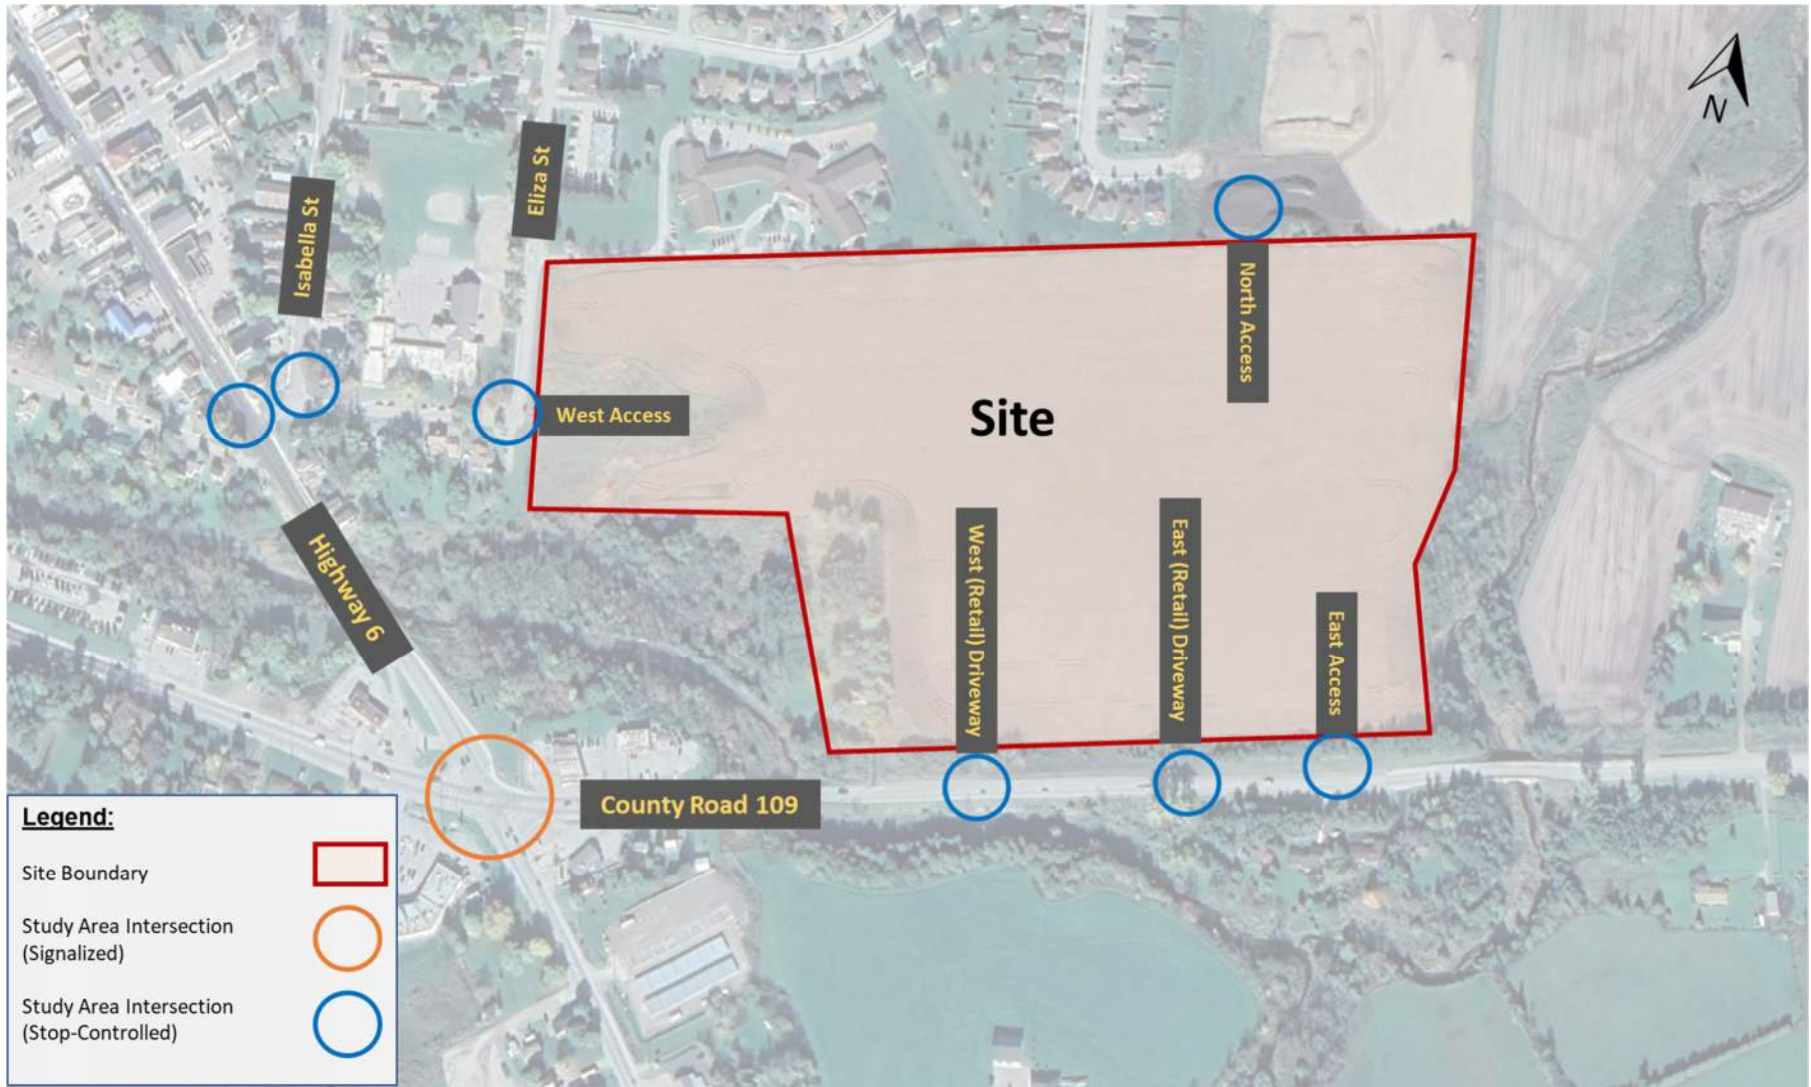 N
Eliza St
Isabella St
North Access
West Access
Site
Highway 6
West (Retail) Driveway
East (Retail) Driveway
East Access
County Road 109
Legend:
Site Boundary
Study Area Intersection
(Signalized)
Study Area Intersection
(Stop-Controlled)